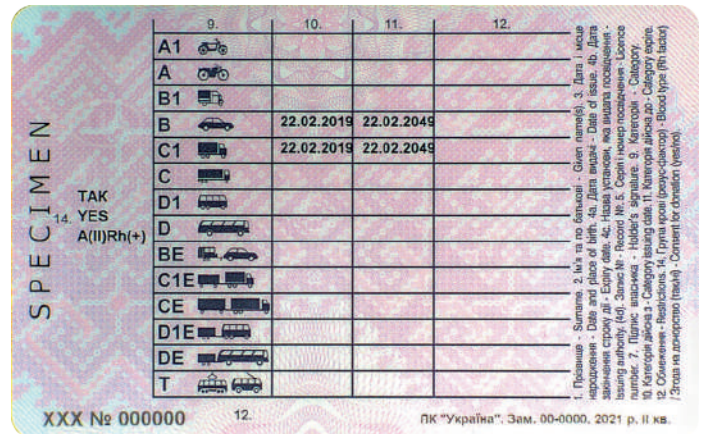 9. 10. 11. 12.
A1
A
B1
B 22.02.2019 22.02.2049
C1 22.02.2019 22.02.2049
C
D1
D
BE
C1E
CE
D1E
DE
T
SPECIMEN
14. ТАК
YES
A(II)Rh(+)
1. Прізвище - Surname. 2. Ім'я та по батькові - Given name(s). 3. Дата і місце
народження - Date and place of birth. 4a. Дата видачі - Date of issue. 4b. Дата
закінчення строку дії - Expiry date. 4c. Назва установи, яка видала посвідчення -
Issuing authority. (4d). Запис № - Record №. 5. Серія і номер посвідчення - Licence
number. 7. Підпис власника - Holder's signature. 9. Категорія - Category.
10. Категорія дійсна з - Category issuing date. 11. Категорія дійсна до - Category expire.
12. Обмеження - Restrictions. 14. Група крові (резус-фактор) - Blood type (Rh factor)
/ Згода на донорство (так/ні) - Consent for donation (yes/no)
XXX № 000000 12. ПК "Україна". Зам. 00-0000. 2021 р. II кв.